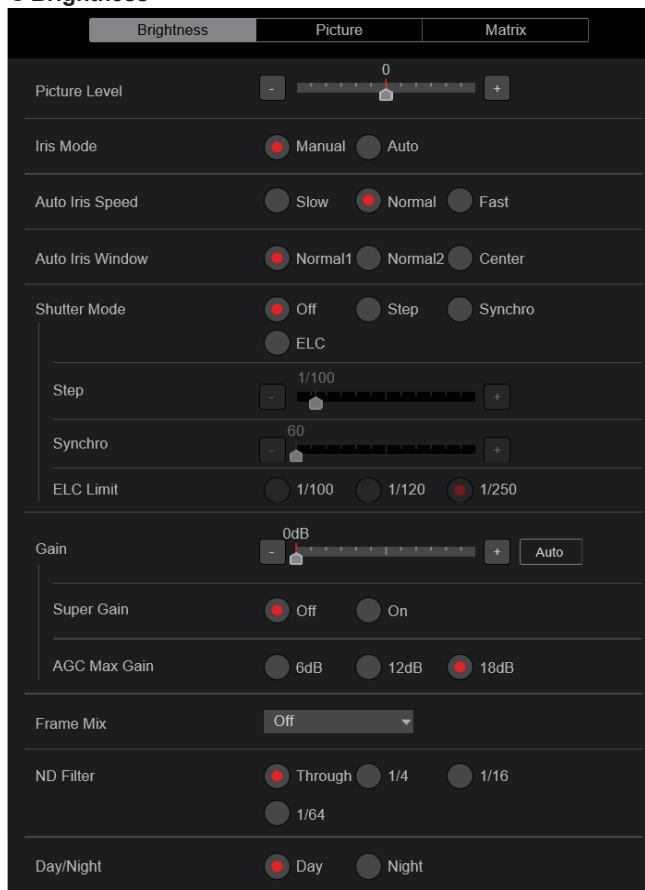 Brightness Picture Matrix
0
Picture Level - +
Iris Mode Manual Auto
Auto Iris Speed Slow Normal Fast
Auto Iris Window Normal1 Normal2 Center
Shutter Mode Off Step Synchro
ELC
1/100
Step - +
60
Synchro - +
ELC Limit 1/100 1/120 1/250
0dB
Gain - + Auto
Super Gain Off On
AGC Max Gain 6dB 12dB 18dB
Frame Mix Off
ND Filter Through 1/4 1/16
1/64
Day/Night Day Night